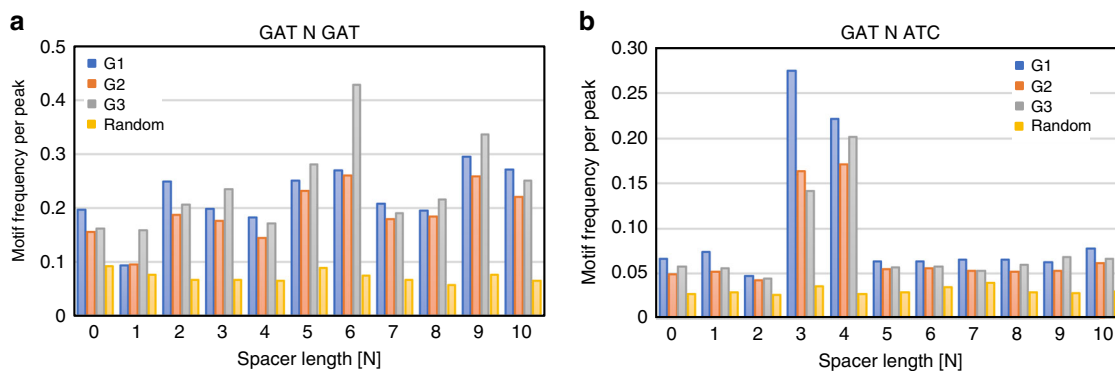 a
GAT N GAT
Motif frequency per peak
0.5
0.4
0.3
0.2
0.1
0
G1
G2
G3
Random
0 1 2 3 4 5 6 7 8 9 10
Spacer length [N]
b
GAT N ATC
Motif frequency per peak
0.30
0.25
0.20
0.15
0.10
0.05
0
G1
G2
G3
Random
0 1 2 3 4 5 6 7 8 9 10
Spacer length [N]